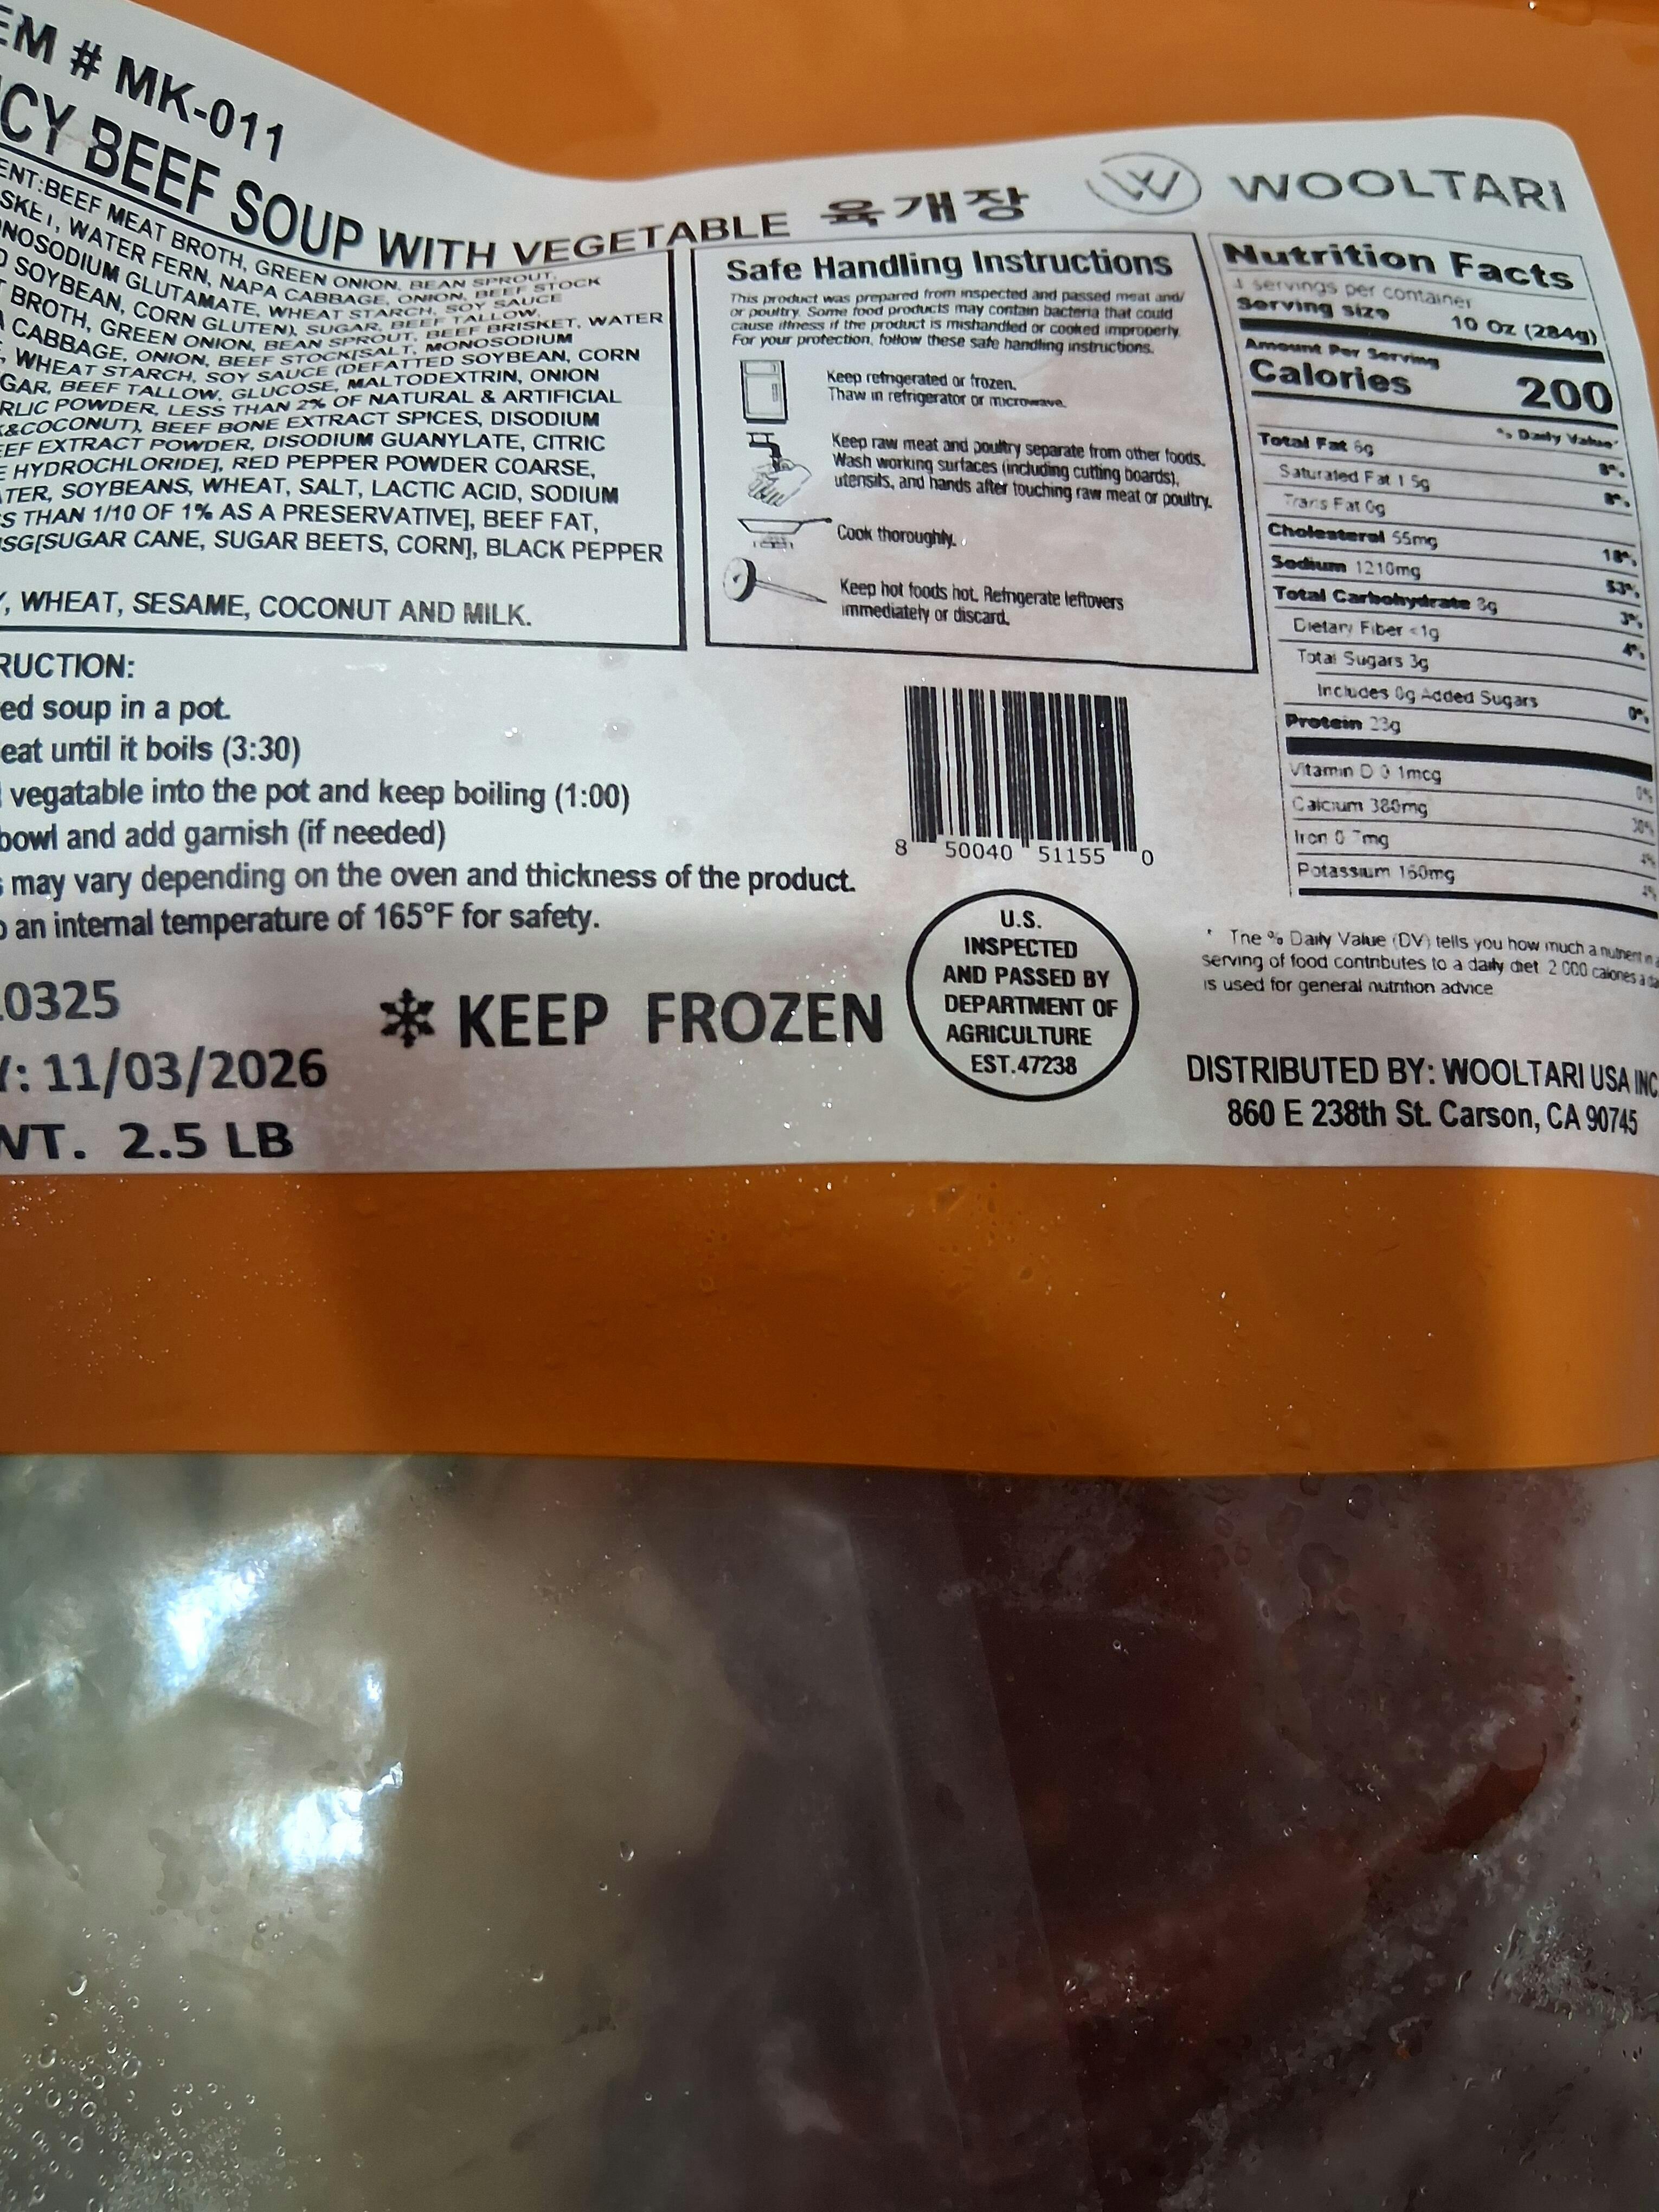 EM # MK-011
CY BEEF SOUP WITH VEGETABLE 육개장
WOOLTARI
ENT:BEEF MEAT BROTH, GREEN ONION, BEAN SPROUT,
SKET, WATER FERN, NAPA CABBAGE, ONION, BEEF STOCK
NOSODIUM GLUTAMATE, WHEAT STARCH, SOY SAUCE
D SOYBEAN, CORN GLUTEN), SUGAR, BEEF TALLOW,
T BROTH, GREEN ONION, BEAN SPROUT, BEEF BRISKET, WATER
A CABBAGE, ONION, BEEF STOCK[SALT, MONOSODIUM
, WHEAT STARCH, SOY SAUCE (DEFATTED SOYBEAN, CORN
GAR, BEEF TALLOW, GLUCOSE, MALTODEXTRIN, ONION
RLIC POWDER, LESS THAN 2% OF NATURAL & ARTIFICIAL
K&COCONUT), BEEF BONE EXTRACT SPICES, DISODIUM
EEF EXTRACT POWDER, DISODIUM GUANYLATE, CITRIC
E HYDROCHLORIDE], RED PEPPER POWDER COARSE,
TER, SOYBEANS, WHEAT, SALT, LACTIC ACID, SODIUM
S THAN 1/10 OF 1% AS A PRESERVATIVE], BEEF FAT,
MSG[SUGAR CANE, SUGAR BEETS, CORN], BLACK PEPPER
Y, WHEAT, SESAME, COCONUT AND MILK.
Safe Handling Instructions
This product was prepared from inspected and passed meat and/
or poultry. Some food products may contain bacteria that could
cause illness if the product is mishandled or cooked improperly.
For your protection, follow these safe handling instructions.
Keep refrigerated or frozen.
Thaw in refrigerator or microwave.
Keep raw meat and poultry separate from other foods.
Wash working surfaces (including cutting boards),
utensils, and hands after touching raw meat or poultry.
Cook thoroughly.
Keep hot foods hot. Refrigerate leftovers
immediately or discard.
Nutrition Facts
4 servings per container
Serving size 10 Oz (284g)
Amount Per Serving
Calories 200
% Daily Value*
Total Fat 6g 8%
Saturated Fat 1.5g 8%
Trans Fat 0g
Cholesterol 55mg 18%
Sodium 1210mg 53%
Total Carbohydrate 8g 3%
Dietary Fiber <1g 4%
Total Sugars 3g
Includes 0g Added Sugars 0%
Protein 23g
Vitamin D 0.1mcg 0%
Calcium 380mg 30%
Iron 0.7mg 4%
Potassium 160mg 4%
* The % Daily Value (DV) tells you how much a nutrient in a
serving of food contributes to a daily diet. 2,000 calories a da
is used for general nutrition advice
RUCTION:
ed soup in a pot.
eat until it boils (3:30)
vegatable into the pot and keep boiling (1:00)
bowl and add garnish (if needed)
s may vary depending on the oven and thickness of the product.
o an internal temperature of 165°F for safety.
8 50040 51155 0
0325
Y: 11/03/2026
WT. 2.5 LB
KEEP FROZEN
U.S.
INSPECTED
AND PASSED BY
DEPARTMENT OF
AGRICULTURE
EST.47238
DISTRIBUTED BY: WOOLTARI USA INC
860 E 238th St. Carson, CA 90745